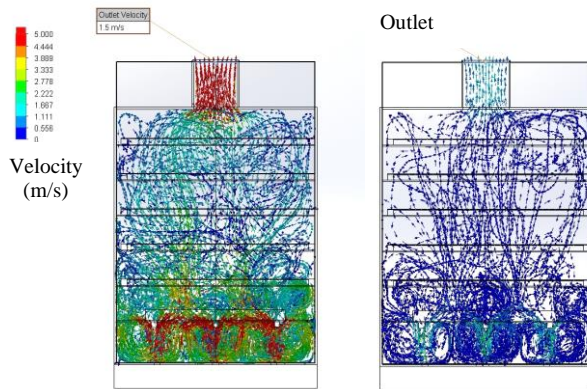 Outlet Velocity
1.5 m/s
Outlet
5.000
4.444
3.889
3.333
2.778
2.222
1.667
1.111
0.556
0
Velocity
(m/s)